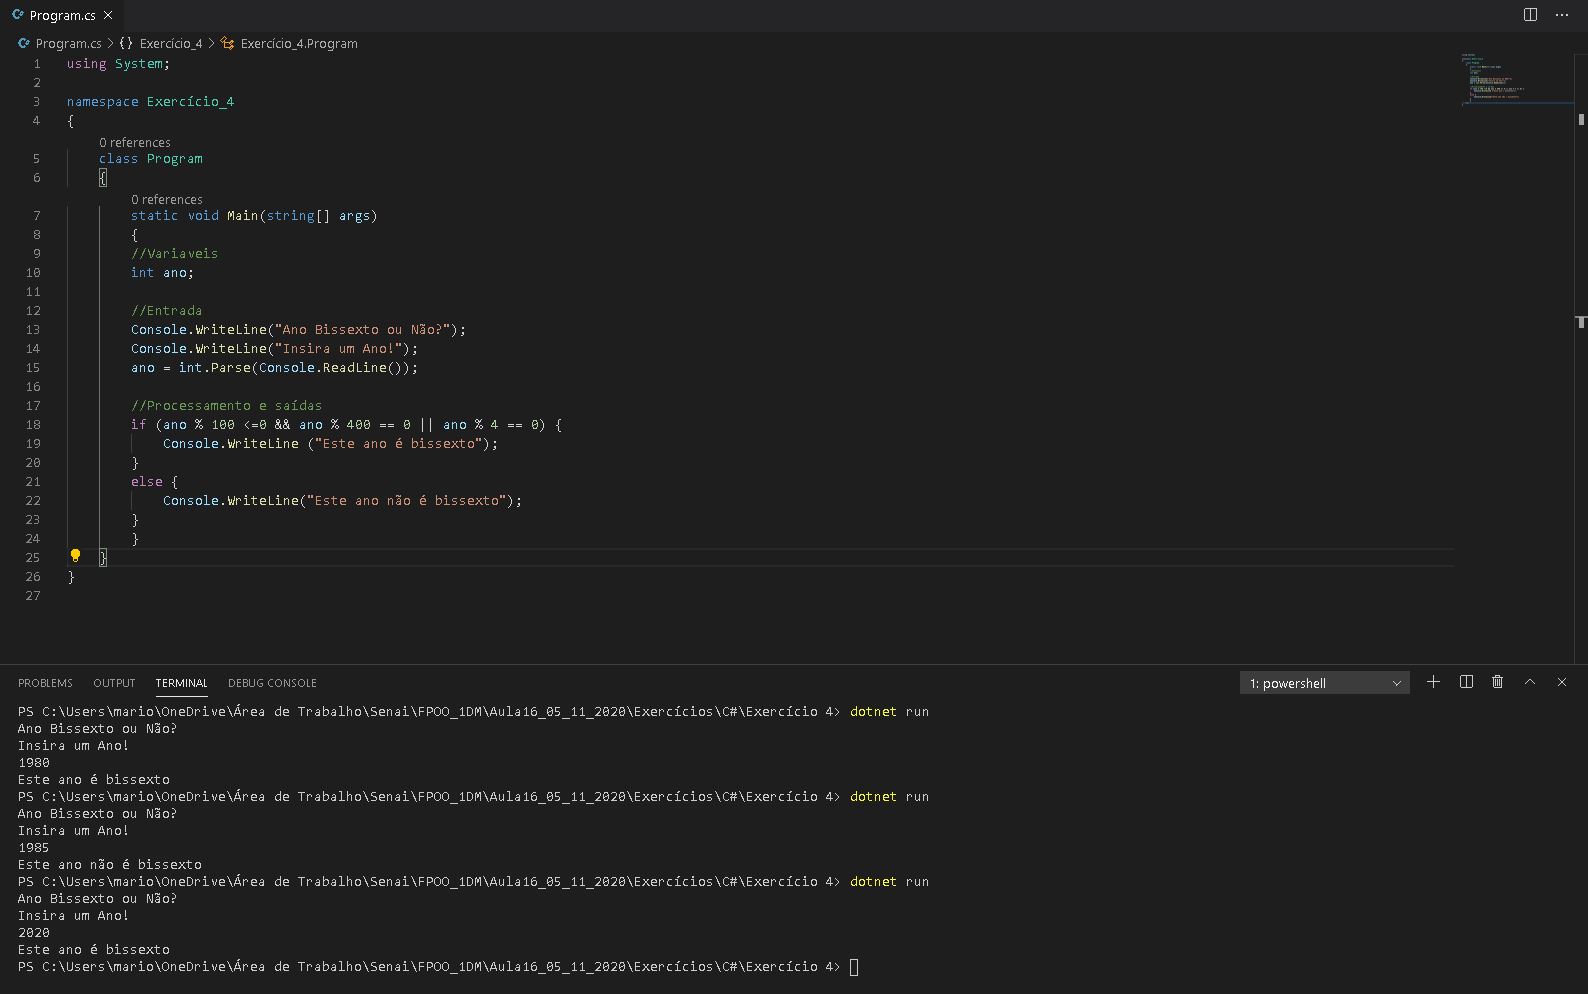 Program.cs
Program.cs > {} Exercício_4 > Exercício_4.Program
1 using System;
2
3 namespace Exercício_4
4 {
0 references
5 class Program
6 {
0 references
7 static void Main(string[] args)
8 {
9 //Variaveis
10 int ano;
11
12 //Entrada
13 Console.WriteLine("Ano Bissexto ou Não?");
14 Console.WriteLine("Insira um Ano!");
15 ano = int.Parse(Console.ReadLine());
16
17 //Processamento e saídas
18 if (ano % 100 <=0 && ano % 400 == 0 || ano % 4 == 0) {
19 Console.WriteLine ("Este ano é bissexto");
20 }
21 else {
22 Console.WriteLine("Este ano não é bissexto");
23 }
24 }
25 }
26 }
27
PROBLEMS OUTPUT TERMINAL DEBUG CONSOLE 1: powershell
PS C:\Users\mario\OneDrive\Área de Trabalho\Senai\FPOO_1DM\Aula16_05_11_2020\Exercícios\C#\Exercício 4> dotnet run
Ano Bissexto ou Não?
Insira um Ano!
1980
Este ano é bissexto
PS C:\Users\mario\OneDrive\Área de Trabalho\Senai\FPOO_1DM\Aula16_05_11_2020\Exercícios\C#\Exercício 4> dotnet run
Ano Bissexto ou Não?
Insira um Ano!
1985
Este ano não é bissexto
PS C:\Users\mario\OneDrive\Área de Trabalho\Senai\FPOO_1DM\Aula16_05_11_2020\Exercícios\C#\Exercício 4> dotnet run
Ano Bissexto ou Não?
Insira um Ano!
2020
Este ano é bissexto
PS C:\Users\mario\OneDrive\Área de Trabalho\Senai\FPOO_1DM\Aula16_05_11_2020\Exercícios\C#\Exercício 4>